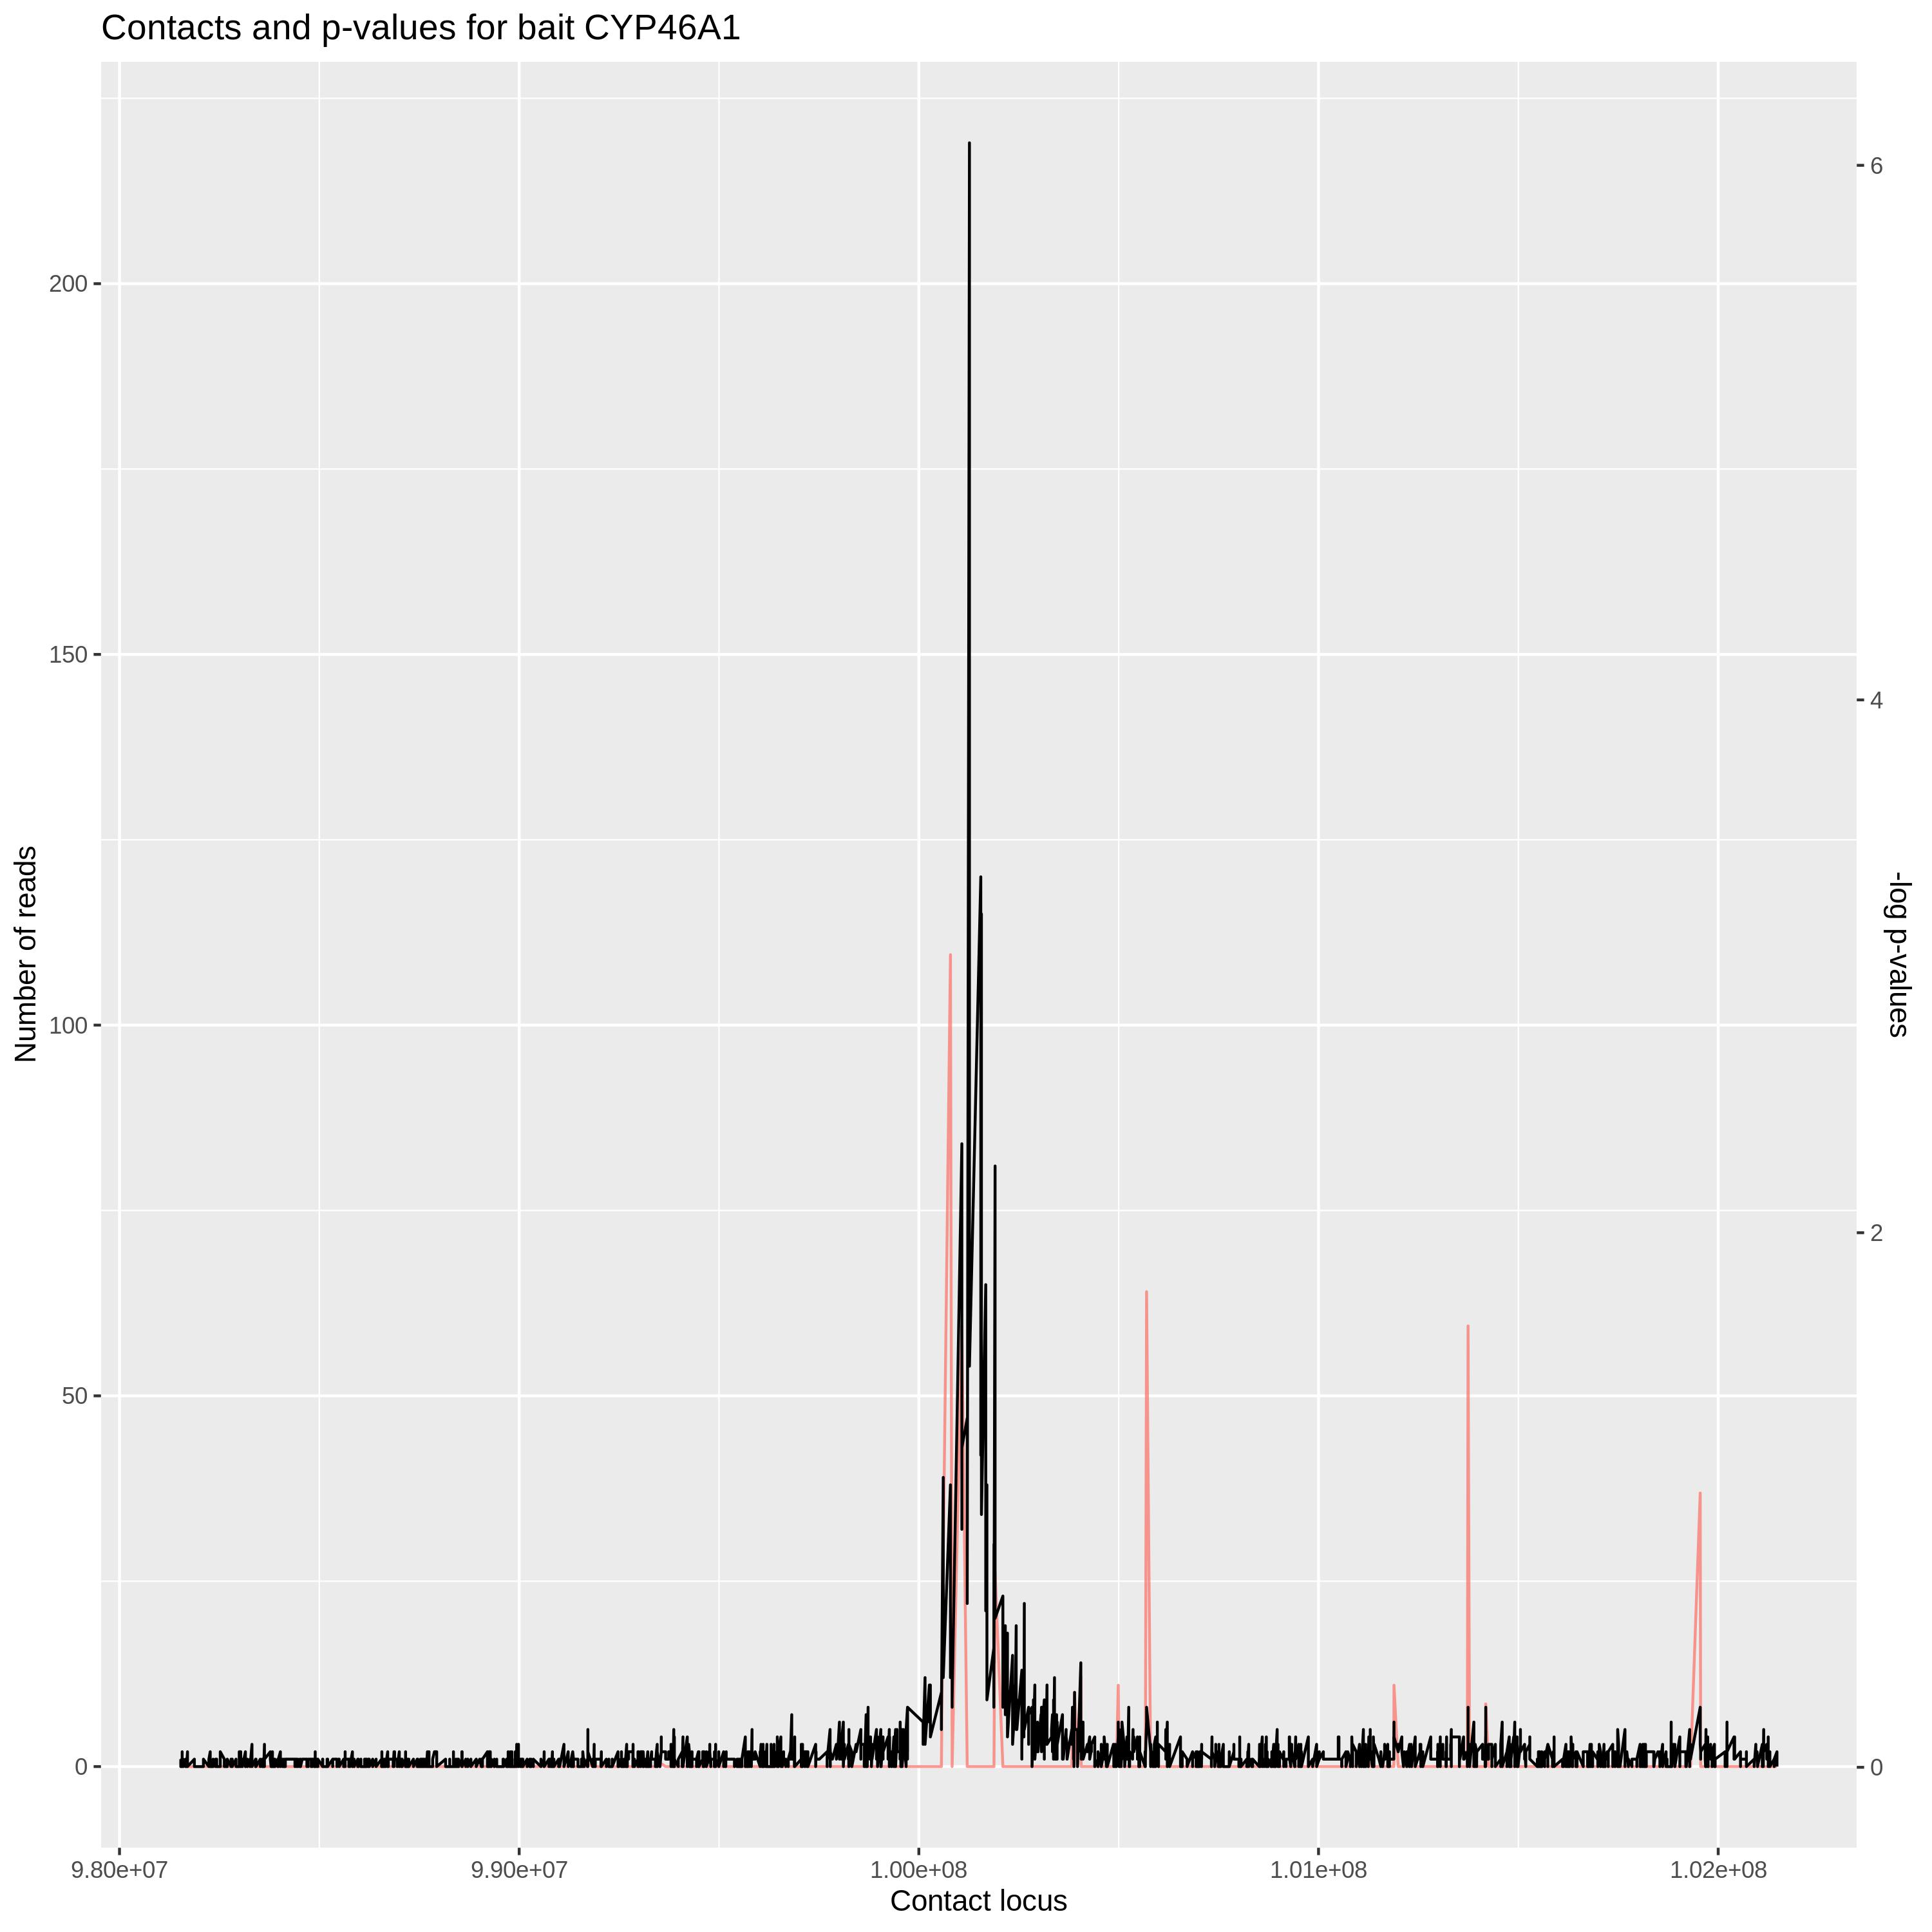 Contacts and p-values for bait CYP46A1
Number of reads
200
150
100
50
0
6
4
2
0
-log p-values
9.80e+07 9.90e+07 1.00e+08 1.01e+08 1.02e+08
Contact locus